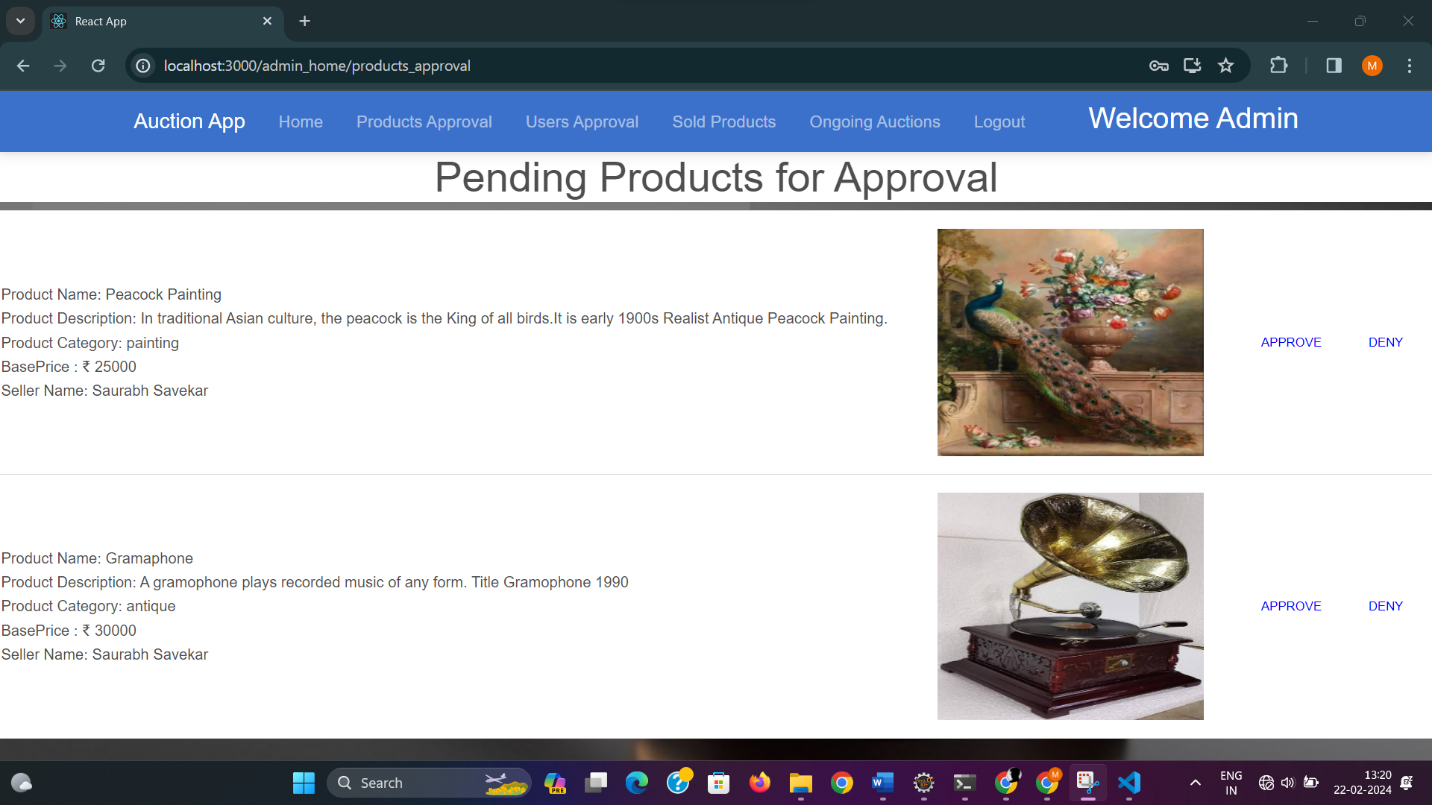 React App
localhost:3000/admin_home/products_approval
M
Auction App Home Products Approval Users Approval Sold Products Ongoing Auctions Logout Welcome Admin
Pending Products for Approval
Product Name: Peacock Painting
Product Description: In traditional Asian culture, the peacock is the King of all birds.It is early 1900s Realist Antique Peacock Painting.
Product Category: painting
BasePrice : ₹ 25000
Seller Name: Saurabh Savekar
APPROVE DENY
Product Name: Gramaphone
Product Description: A gramophone plays recorded music of any form. Title Gramophone 1990
Product Category: antique
BasePrice : ₹ 30000
Seller Name: Saurabh Savekar
APPROVE DENY
Search
PRE
W
M
ENG
IN
13:20
22-02-2024